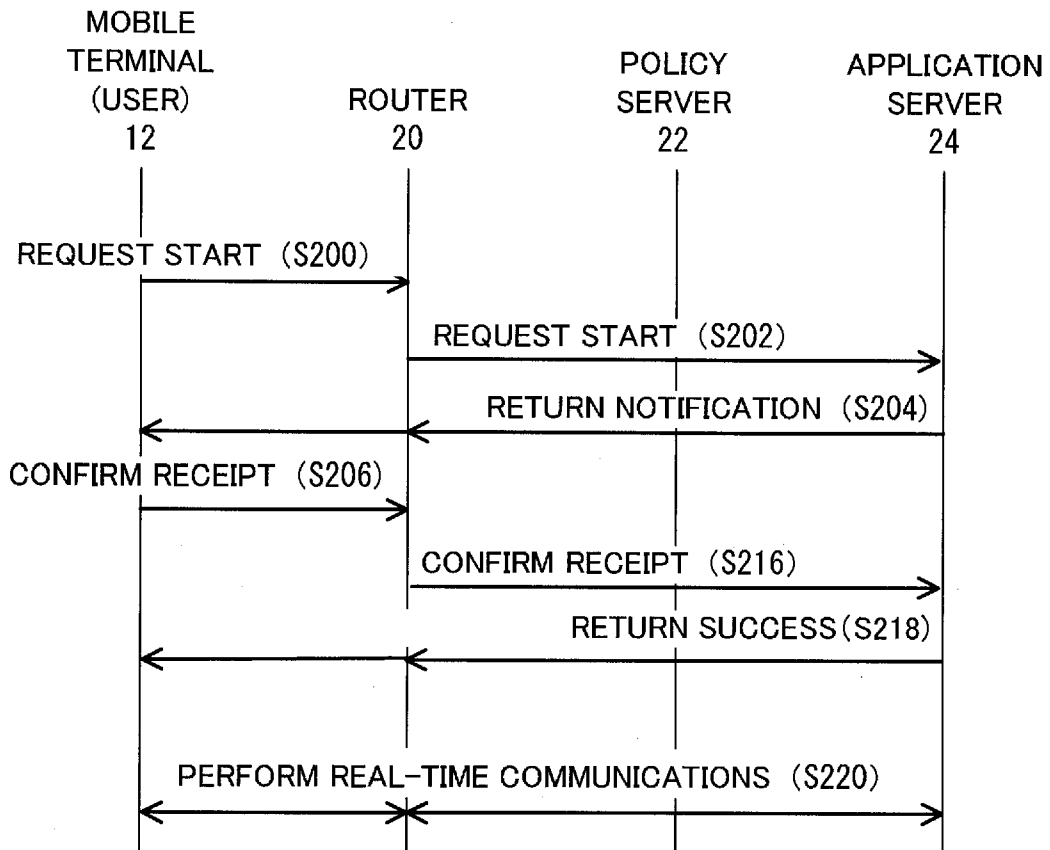 MOBILE
TERMINAL
(USER)
12
ROUTER
20
POLICY
SERVER
22
APPLICATION
SERVER
24
REQUEST START (S200)
REQUEST START (S202)
RETURN NOTIFICATION (S204)
CONFIRM RECEIPT (S206)
CONFIRM RECEIPT (S216)
RETURN SUCCESS(S218)
PERFORM REAL-TIME COMMUNICATIONS (S220)